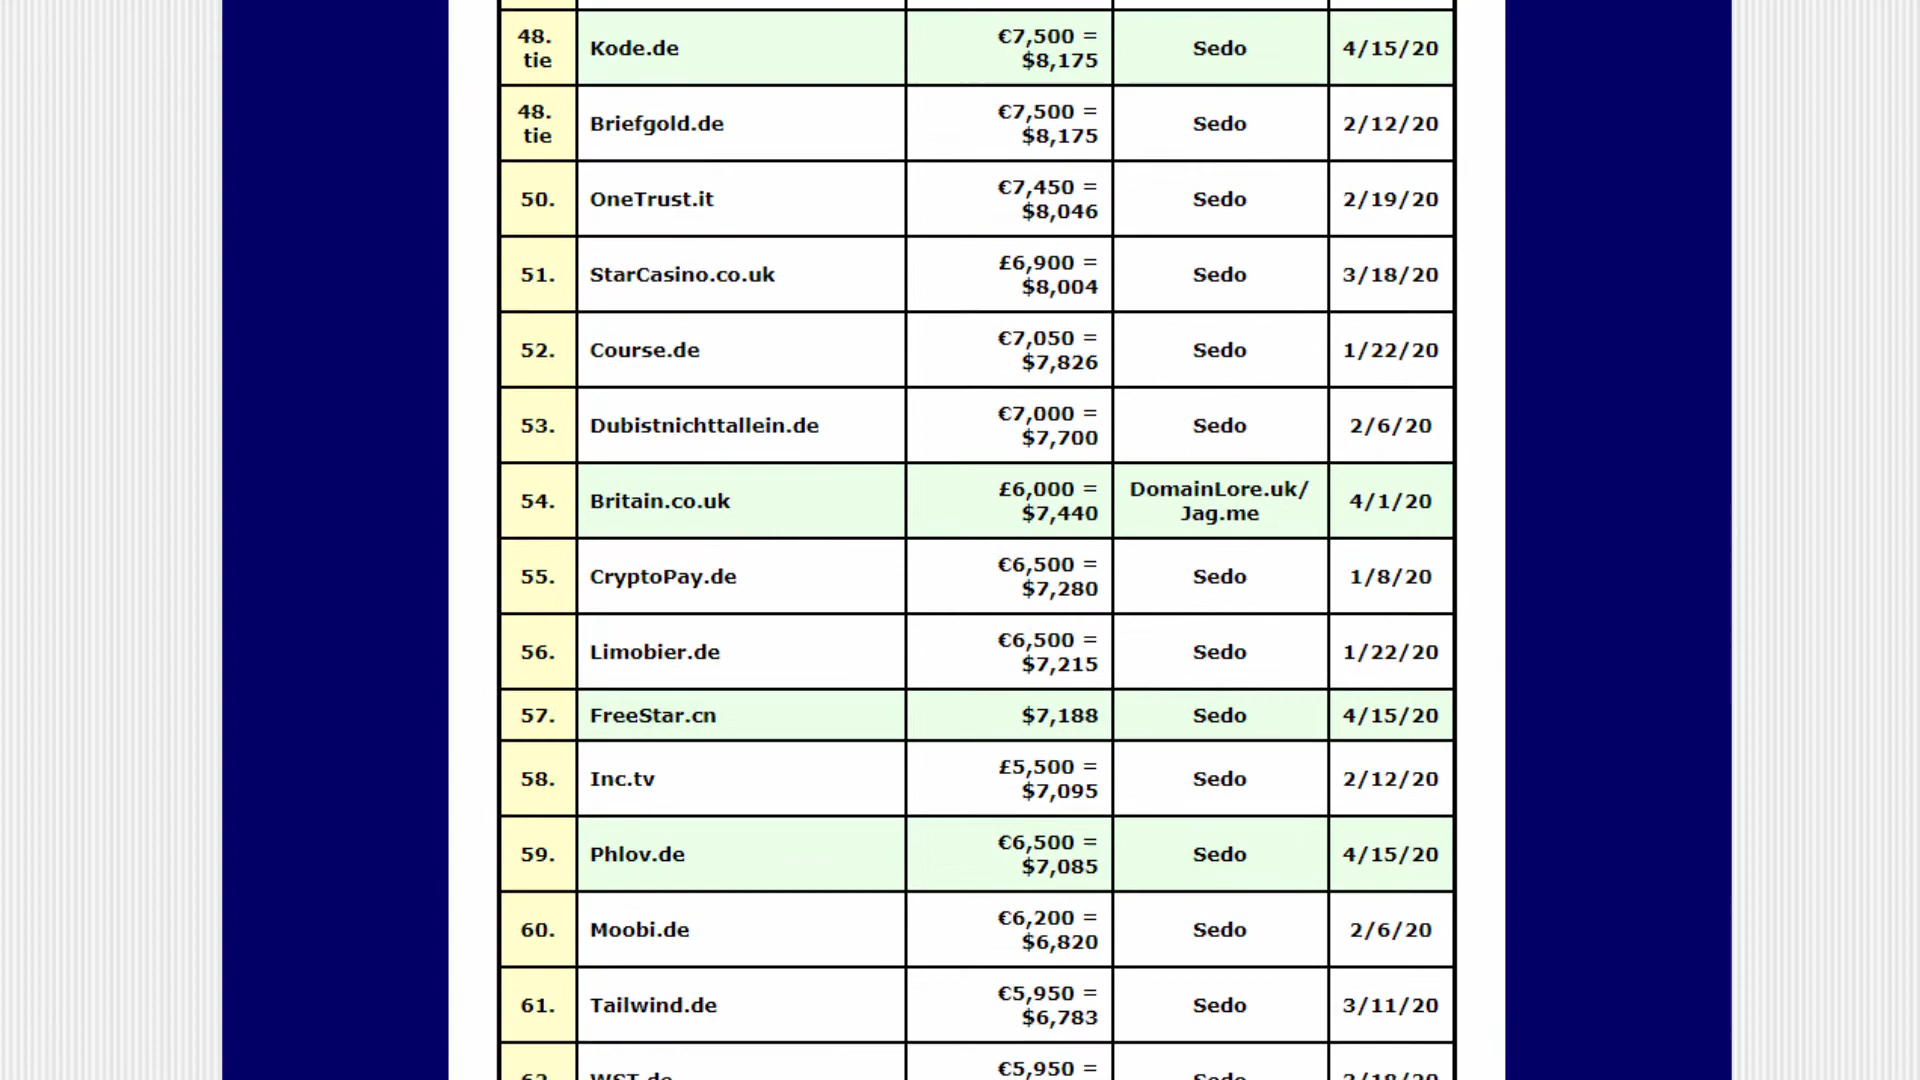 48. tie Kode.de €7,500 = $8,175 Sedo 4/15/20
48. tie Briefgold.de €7,500 = $8,175 Sedo 2/12/20
50. OneTrust.it €7,450 = $8,046 Sedo 2/19/20
51. StarCasino.co.uk £6,900 = $8,004 Sedo 3/18/20
52. Course.de €7,050 = $7,826 Sedo 1/22/20
53. Dubistnichttallein.de €7,000 = $7,700 Sedo 2/6/20
54. Britain.co.uk £6,000 = $7,440 DomainLore.uk/ Jag.me 4/1/20
55. CryptoPay.de €6,500 = $7,280 Sedo 1/8/20
56. Limobier.de €6,500 = $7,215 Sedo 1/22/20
57. FreeStar.cn $7,188 Sedo 4/15/20
58. Inc.tv £5,500 = $7,095 Sedo 2/12/20
59. Phlov.de €6,500 = $7,085 Sedo 4/15/20
60. Moobi.de €6,200 = $6,820 Sedo 2/6/20
61. Tailwind.de €5,950 = $6,783 Sedo 3/11/20
€5,950 =